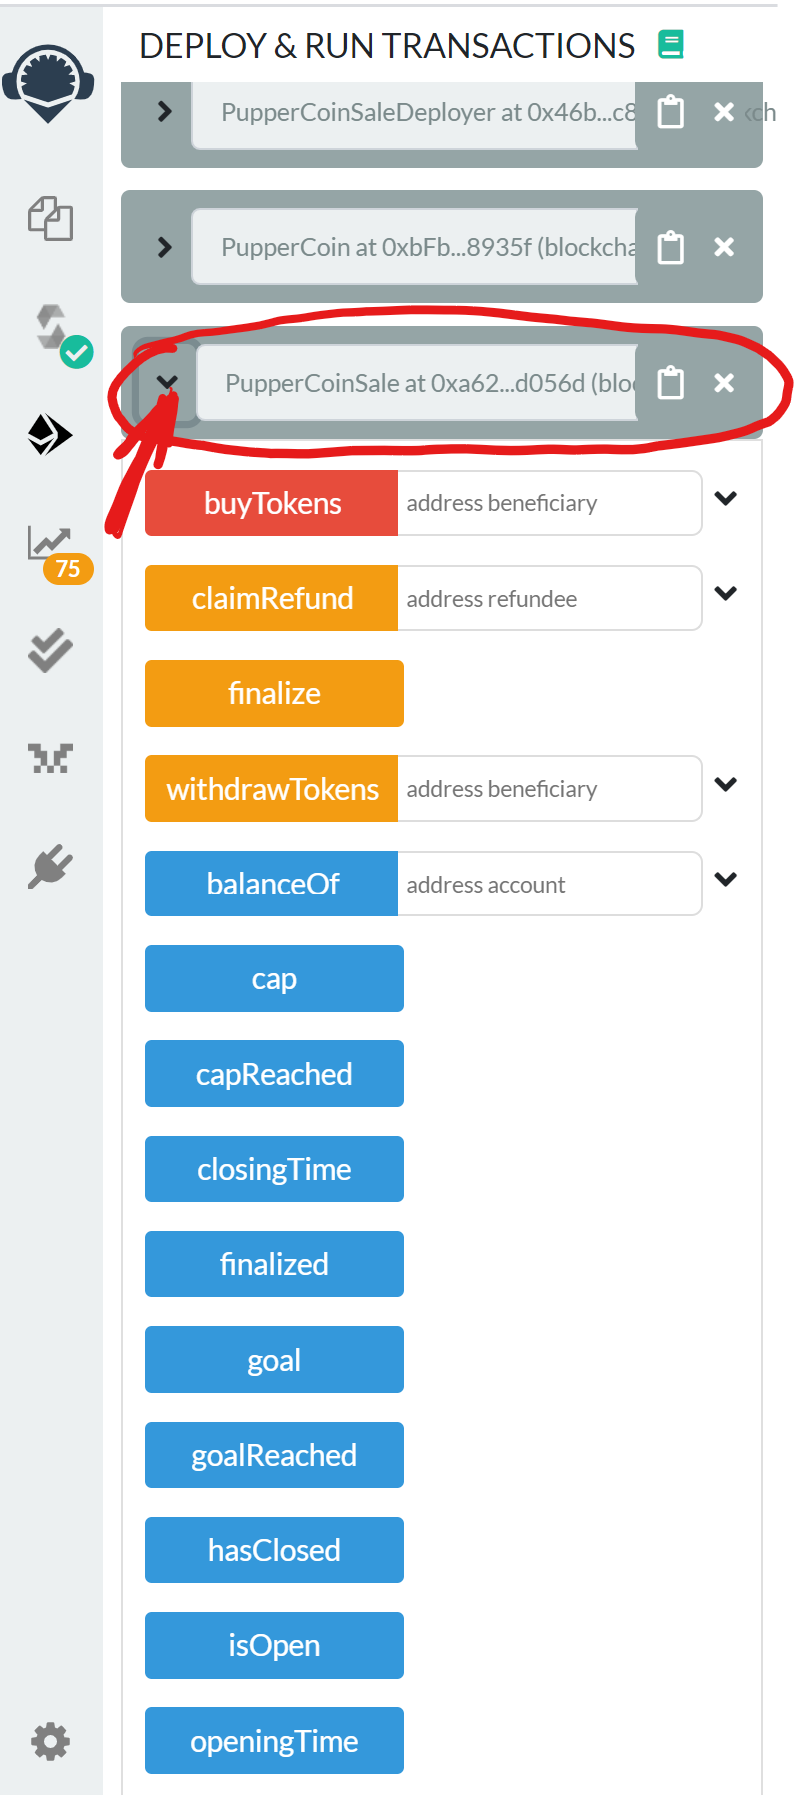 DEPLOY & RUN TRANSACTIONS
PupperCoinSaleDeployer at 0x46b...c8
PupperCoin at 0xbFb...8935f (blockcha
PupperCoinSale at 0xa62...d056d (bloc
buyTokens address beneficiary
claimRefund address refundee
75
finalize
withdrawTokens address beneficiary
balanceOf address account
cap
capReached
closingTime
finalized
goal
goalReached
hasClosed
isOpen
openingTime